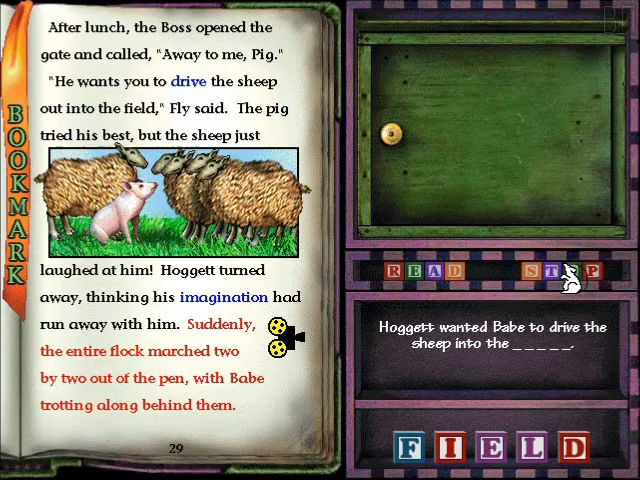 After lunch, the Boss opened the
gate and called, "Away to me, Pig."
"He wants you to drive the sheep
out into the field," Fly said. The pig
tried his best, but the sheep just
laughed at him! Hoggett turned
away, thinking his imagination had
run away with him. Suddenly,
the entire flock marched two
by two out of the pen, with Babe
trotting along behind them.
29
BOOKMARK
READ STOP
Hoggett wanted Babe to drive the
sheep into the _ _ _ _ _.
FIELD